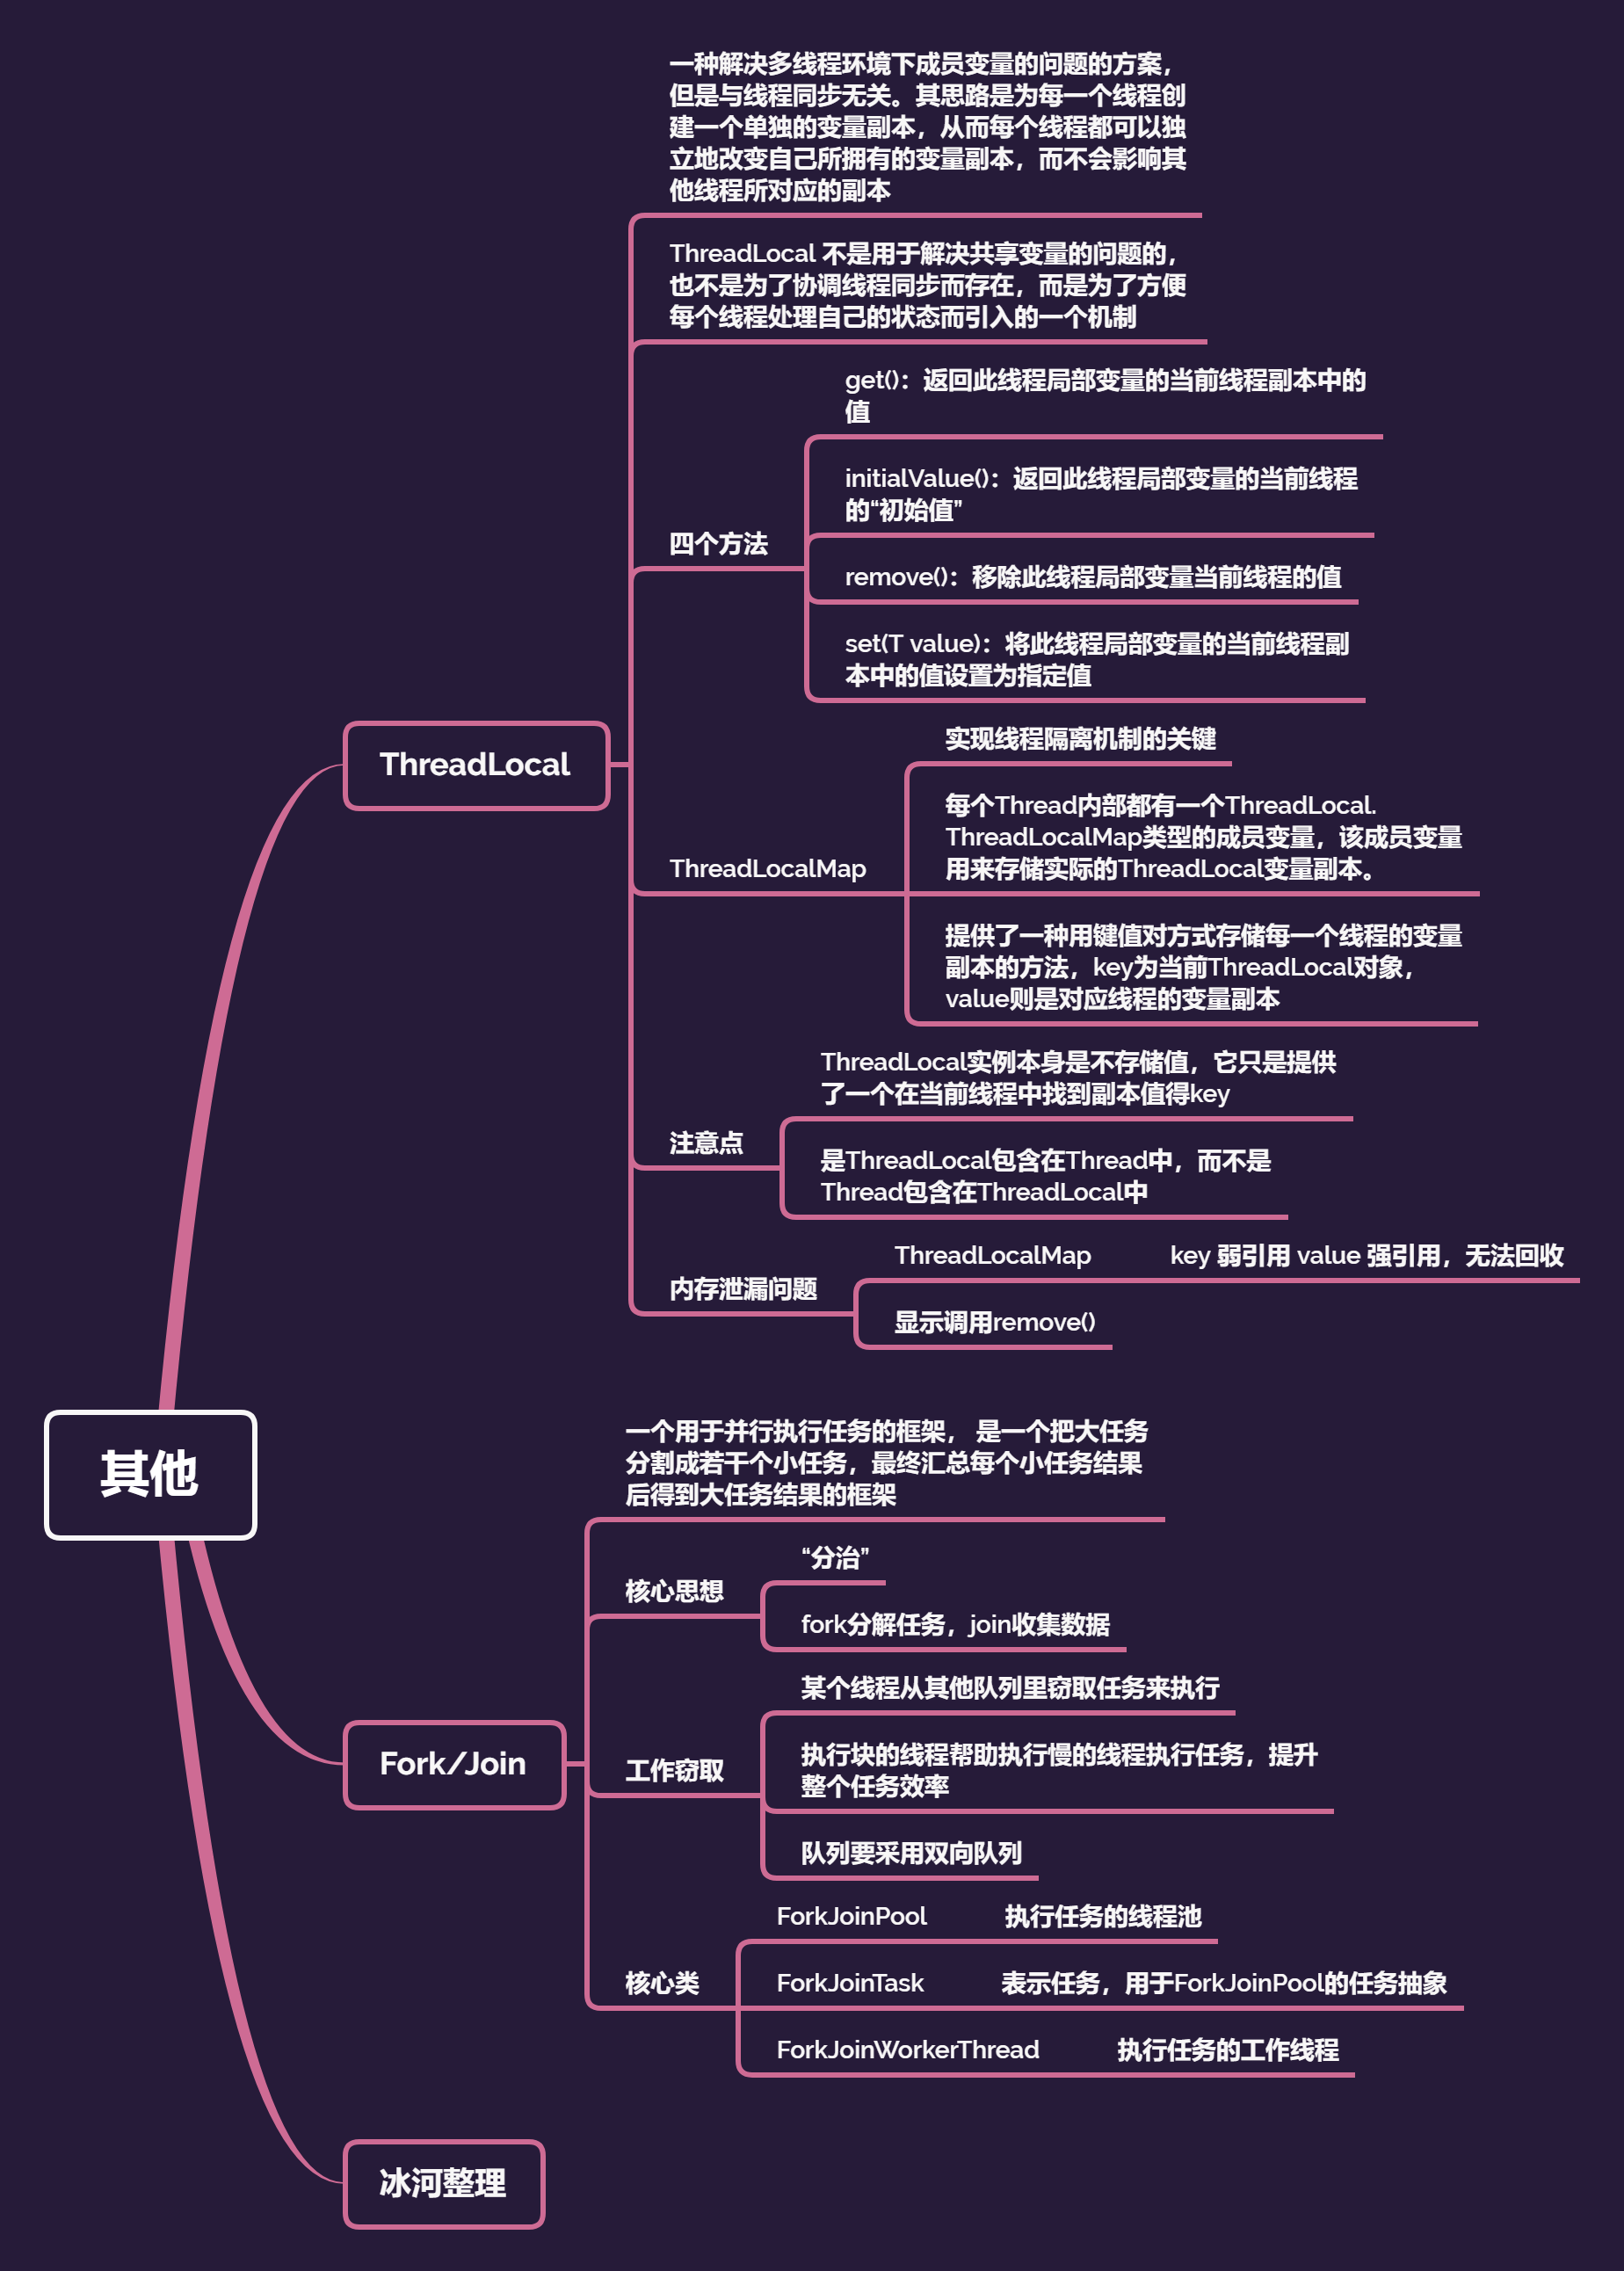 一种解决多线程环境下成员变量的问题的方案，
但是与线程同步无关。其思路是为每一个线程创
建一个单独的变量副本，从而每个线程都可以独
立地改变自己所拥有的变量副本，而不会影响其
他线程所对应的副本
ThreadLocal 不是用于解决共享变量的问题的，
也不是为了协调线程同步而存在，而是为了方便
每个线程处理自己的状态而引入的一个机制
get()：返回此线程局部变量的当前线程副本中的
值
initialValue()：返回此线程局部变量的当前线程
的“初始值”
四个方法
remove()：移除此线程局部变量当前线程的值
set(T value)：将此线程局部变量的当前线程副
本中的值设置为指定值
ThreadLocal
实现线程隔离机制的关键
每个Thread内部都有一个ThreadLocal.
ThreadLocalMap类型的成员变量，该成员变量
用来存储实际的ThreadLocal变量副本。
ThreadLocalMap
提供了一种用键值对方式存储每一个线程的变量
副本的方法，key为当前ThreadLocal对象，
value则是对应线程的变量副本
ThreadLocal实例本身是不存储值，它只是提供
了一个在当前线程中找到副本值得key
注意点
是ThreadLocal包含在Thread中，而不是
Thread包含在ThreadLocal中
内存泄漏问题
ThreadLocalMap
key 弱引用 value 强引用，无法回收
显示调用remove()
其他
一个用于并行执行任务的框架， 是一个把大任务
分割成若干个小任务，最终汇总每个小任务结果
后得到大任务结果的框架
核心思想
“分治”
fork分解任务，join收集数据
Fork/Join
工作窃取
某个线程从其他队列里窃取任务来执行
执行块的线程帮助执行慢的线程执行任务，提升
整个任务效率
队列要采用双向队列
核心类
ForkJoinPool
执行任务的线程池
ForkJoinTask
表示任务，用于ForkJoinPool的任务抽象
ForkJoinWorkerThread
执行任务的工作线程
冰河整理